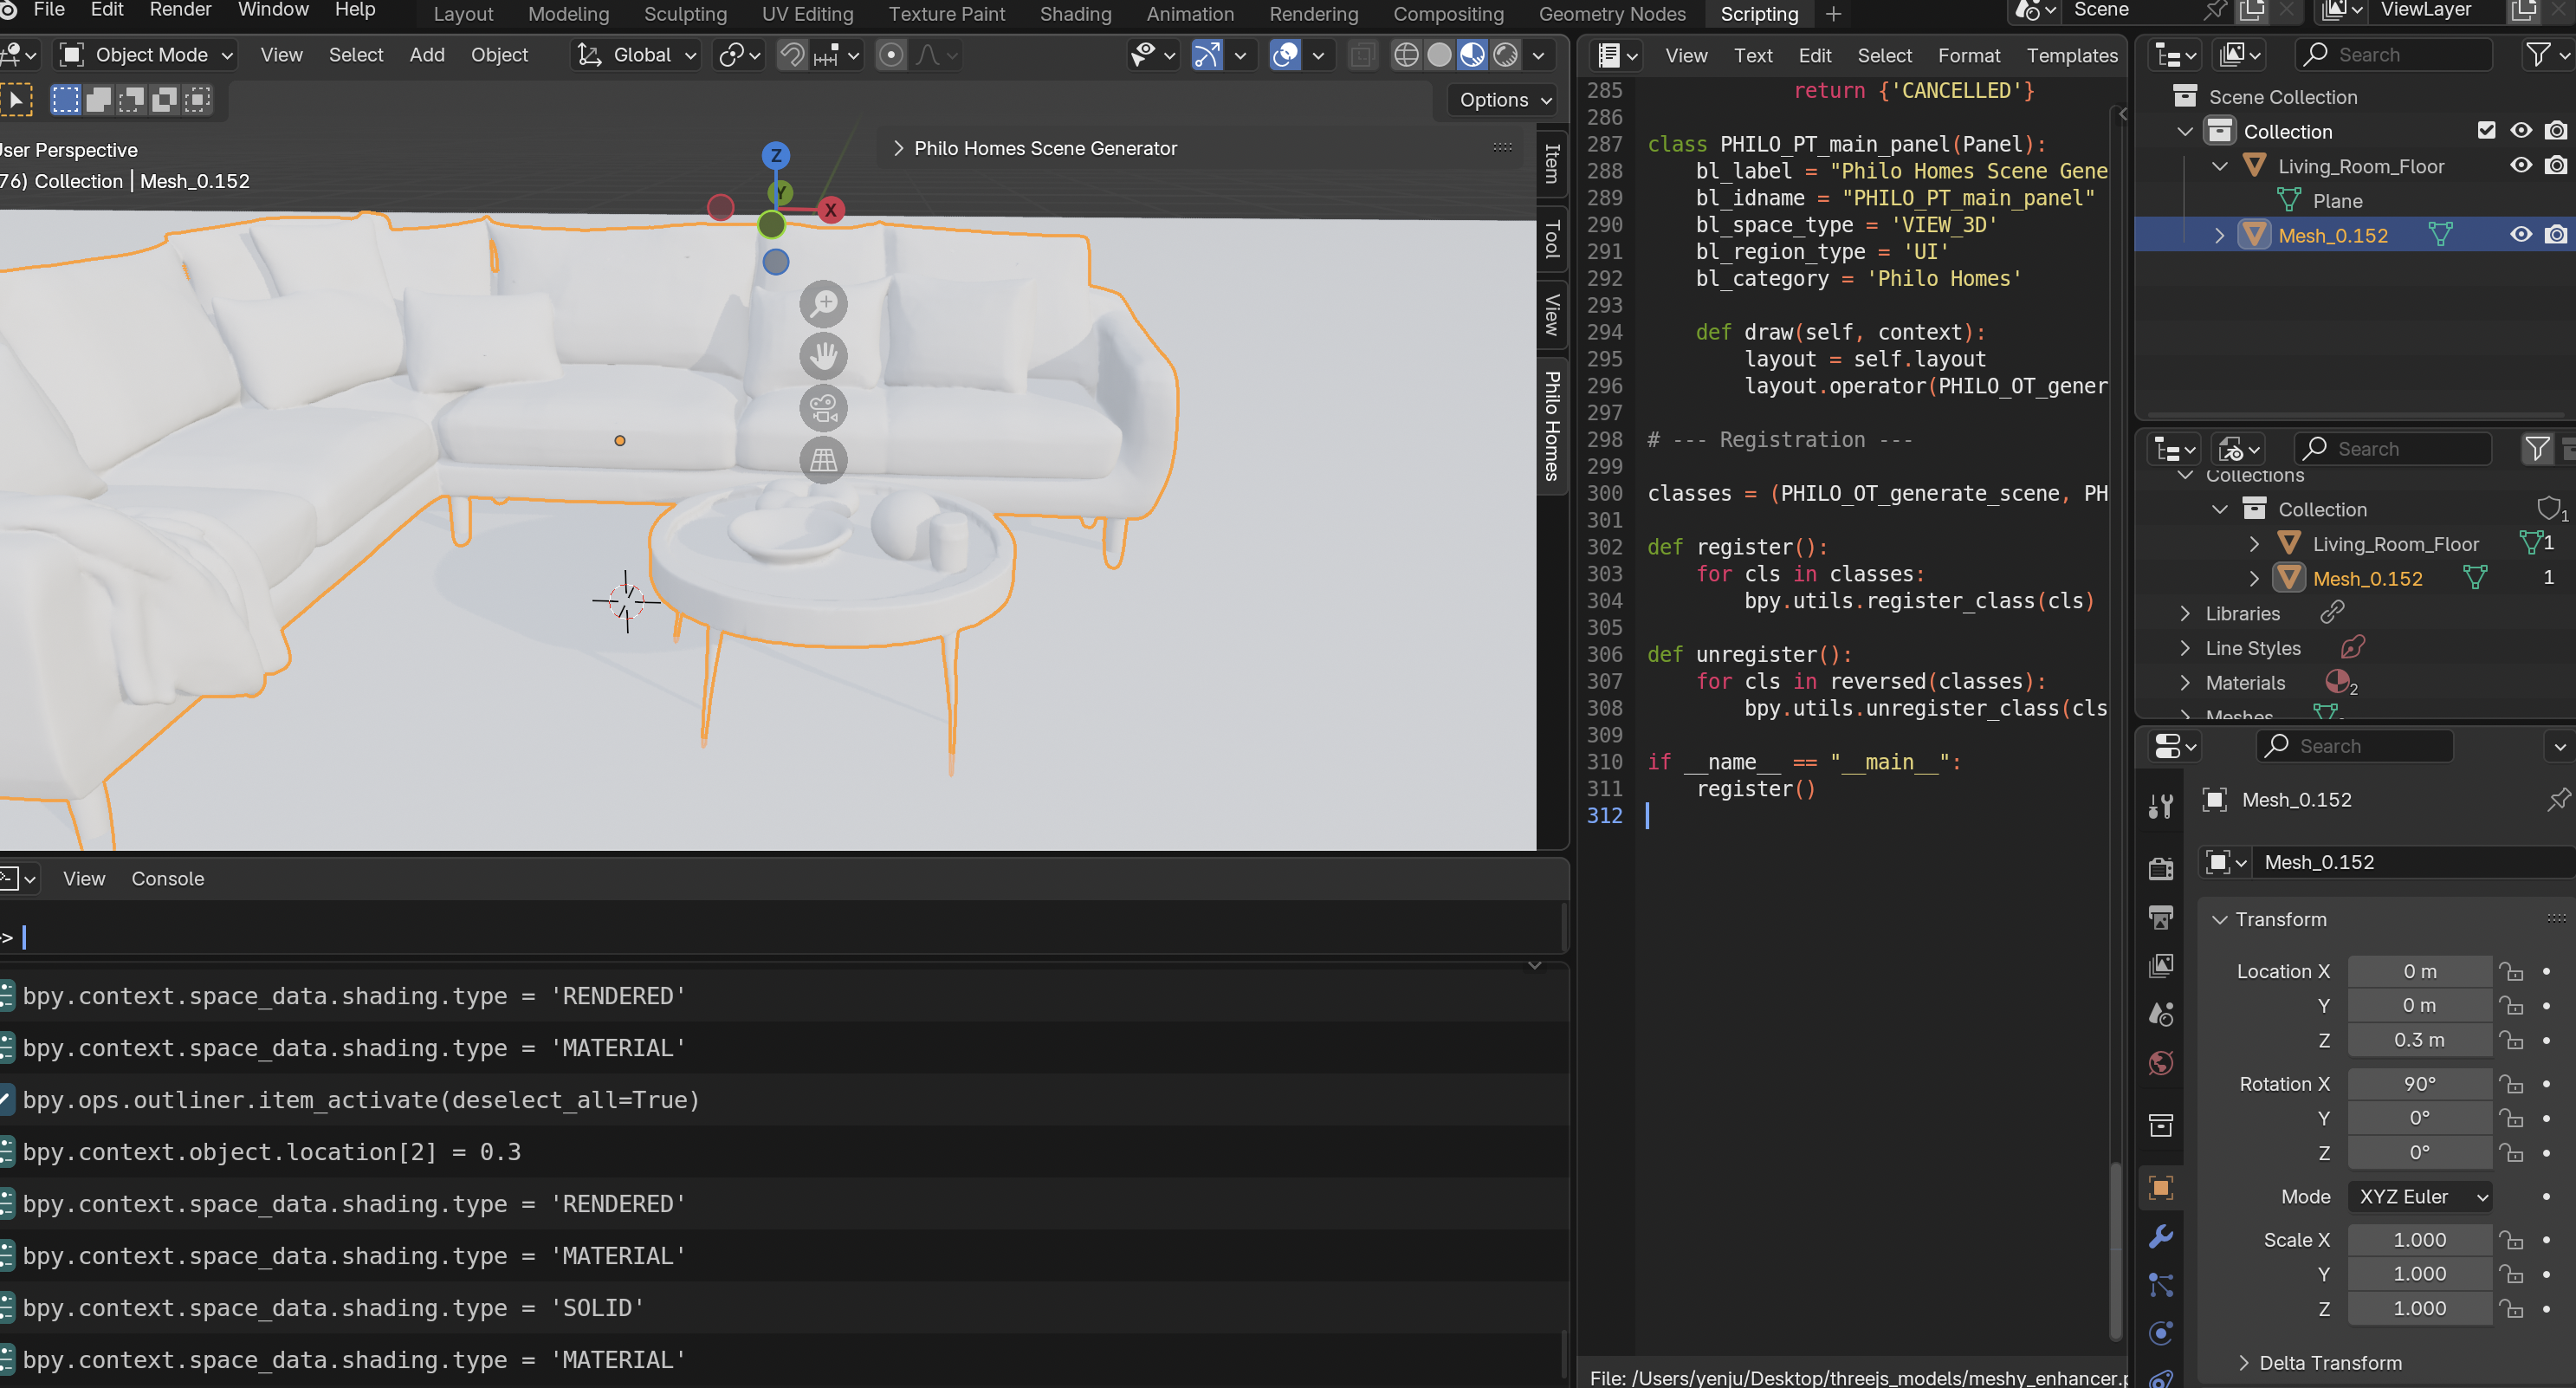 File Edit Render Window Help Layout Modeling Sculpting UV Editing Texture Paint Shading Animation Rendering Compositing Geometry Nodes Scripting + Scene ViewLayer
Object Mode View Select Add Object Global
Options
User Perspective
76) Collection | Mesh_0.152
Philo Homes Scene Generator
Z
Y
X
Item
Tool
View
Philo Homes
View Console
>
bpy.context.space_data.shading.type = 'RENDERED'
bpy.context.space_data.shading.type = 'MATERIAL'
bpy.ops.outliner.item_activate(deselect_all=True)
bpy.context.object.location[2] = 0.3
bpy.context.space_data.shading.type = 'RENDERED'
bpy.context.space_data.shading.type = 'MATERIAL'
bpy.context.space_data.shading.type = 'SOLID'
bpy.context.space_data.shading.type = 'MATERIAL'
View Text Edit Select Format Templates
285 return {'CANCELLED'}
286
287 class PHILO_PT_main_panel(Panel):
288 bl_label = "Philo Homes Scene Gene
289 bl_idname = "PHILO_PT_main_panel"
290 bl_space_type = 'VIEW_3D'
291 bl_region_type = 'UI'
292 bl_category = 'Philo Homes'
293
294 def draw(self, context):
295 layout = self.layout
296 layout.operator(PHILO_OT_gener
297
298 # --- Registration ---
299
300 classes = (PHILO_OT_generate_scene, PH
301
302 def register():
303 for cls in classes:
304 bpy.utils.register_class(cls)
305
306 def unregister():
307 for cls in reversed(classes):
308 bpy.utils.unregister_class(cls
309
310 if __name__ == "__main__":
311 register()
312
File: /Users/yenju/Desktop/threejs_models/meshy_enhancer.p
Search
Scene Collection
Collection
Living_Room_Floor
Plane
Mesh_0.152
Search
Collections
Collection 1
Living_Room_Floor 1
Mesh_0.152 1
Libraries
Line Styles
Materials 2
Meshes
Search
Mesh_0.152
Mesh_0.152
Transform
Location X 0 m
Y 0 m
Z 0.3 m
Rotation X 90°
Y 0°
Z 0°
Mode XYZ Euler
Scale X 1.000
Y 1.000
Z 1.000
Delta Transform